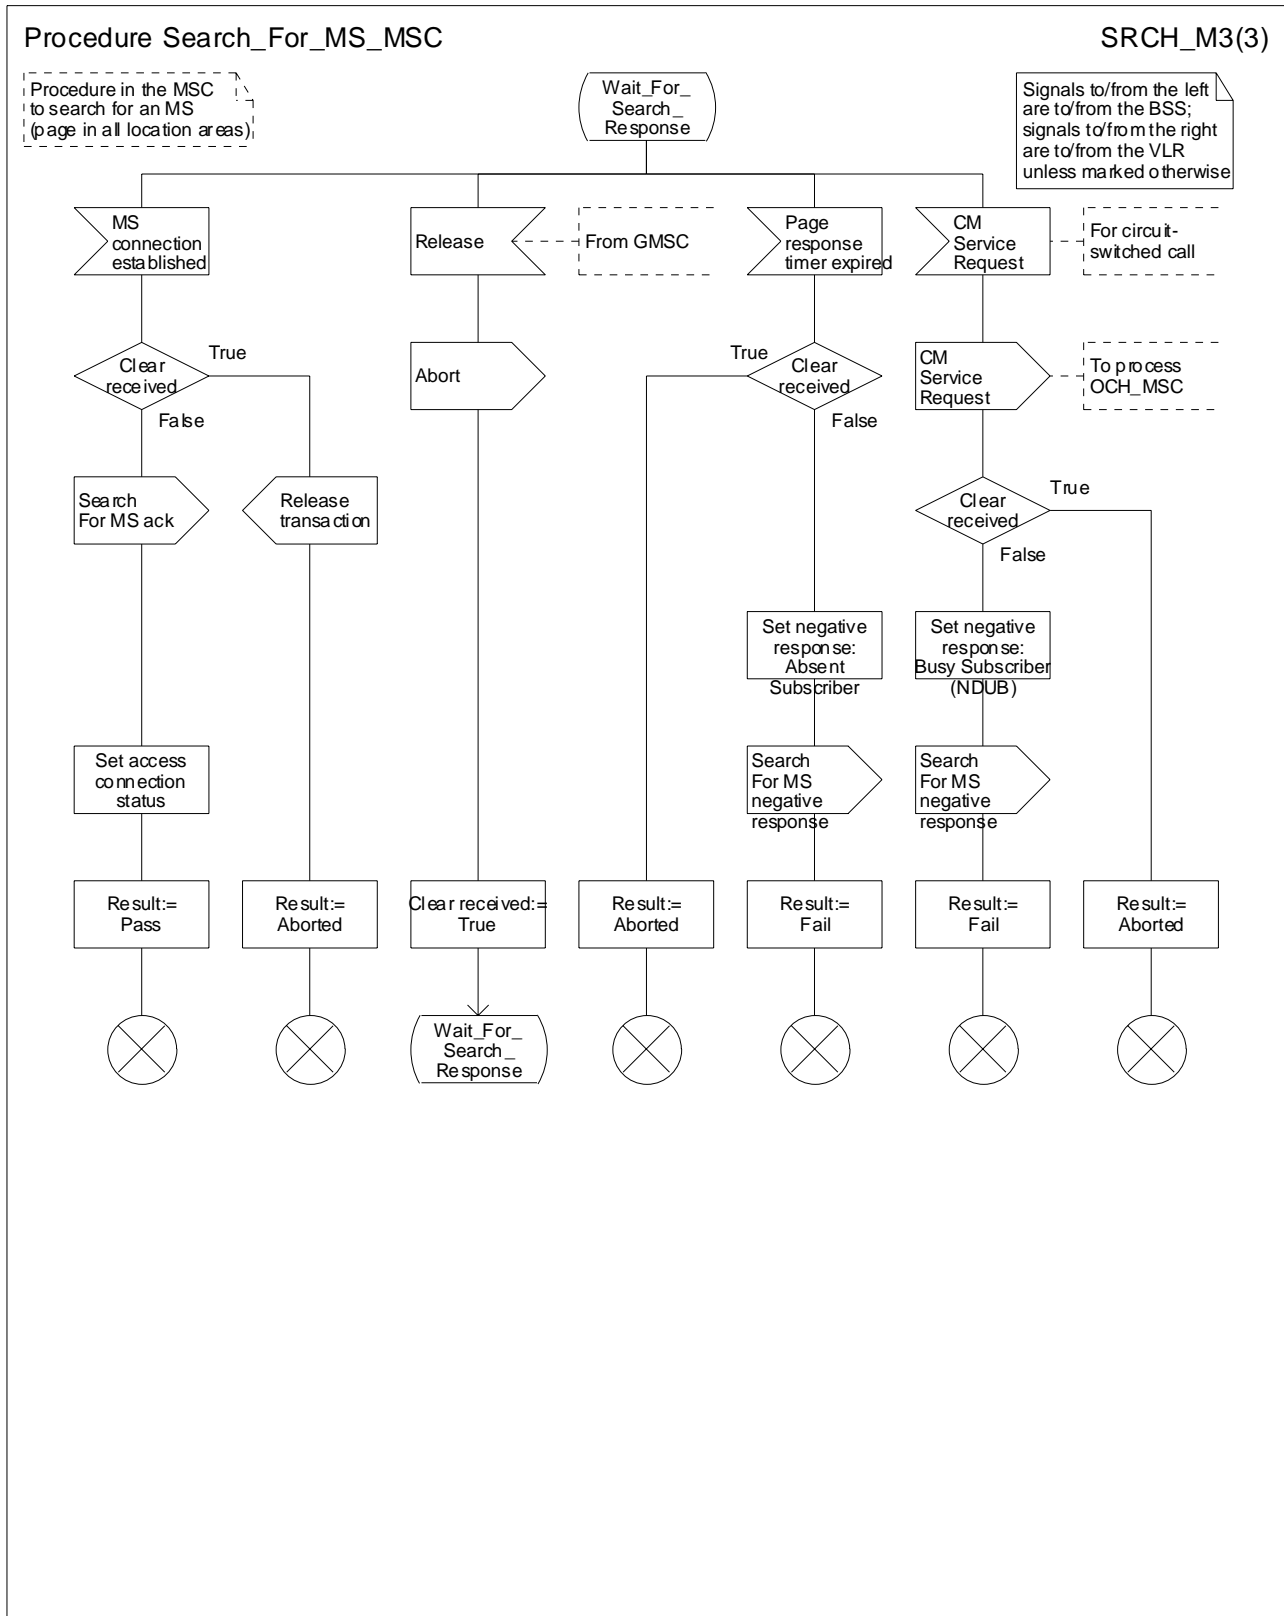 Procedure Search_For_MS_MSC
SRCH_M3(3)
Procedure in the MSC
to search for an MS
(page in all location areas)
Wait_For_
Search_
Response
Signals to/from the left
are to/from the BSS;
signals to/from the right
are to/from the VLR
unless marked otherwise
MS
connection
established
Release
From GMSC
Page
response
timer expired
CM
Service
Request
For circuit-
switched call
Clear
received
True
False
Abort
True
Clear
received
False
CM
Service
Request
To process
OCH_MSC
Search
For MS ack
Release
transaction
Clear
received
True
False
Set negative
response:
Absent
Subscriber
Set negative
response:
Busy Subscriber
(NDUB)
Set access
connection
status
Search
For MS
negative
response
Search
For MS
negative
response
Result:=
Pass
Result:=
Aborted
Clear received:=
True
Result:=
Aborted
Result:=
Fail
Result:=
Fail
Result:=
Aborted
Wait_For_
Search_
Response